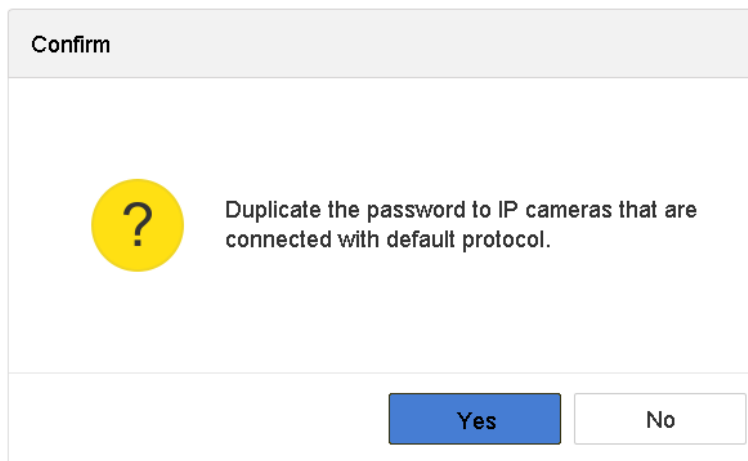 Confirm
?
Duplicate the password to IP cameras that are
connected with default protocol.
Yes
No